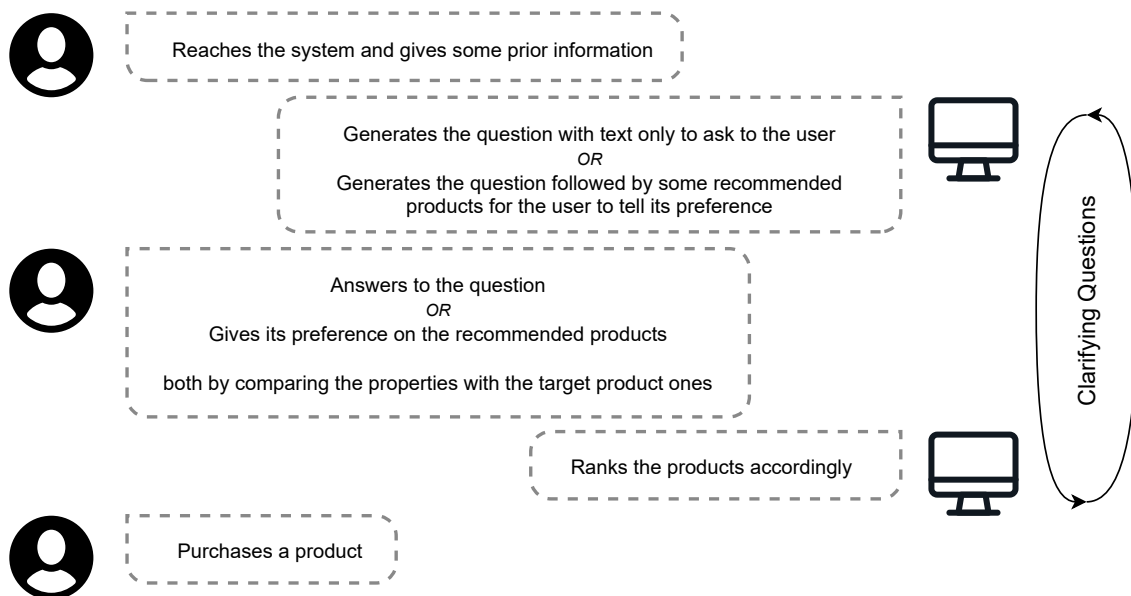 Reaches the system and gives some prior information
Generates the question with text only to ask to the user
OR
Generates the question followed by some recommended
products for the user to tell its preference
Answers to the question
OR
Gives its preference on the recommended products
both by comparing the properties with the target product ones
Clarifying Questions
Ranks the products accordingly
Purchases a product